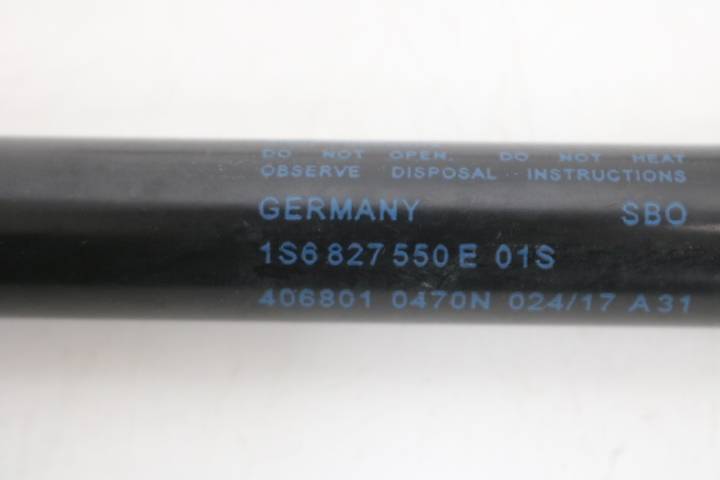 DO NOT OPEN. DO NOT HEAT
OBSERVE DISPOSAL INSTRUCTIONS
GERMANY SBO
1S6 827 550 E 01S
406801 0470N 024/17 A31